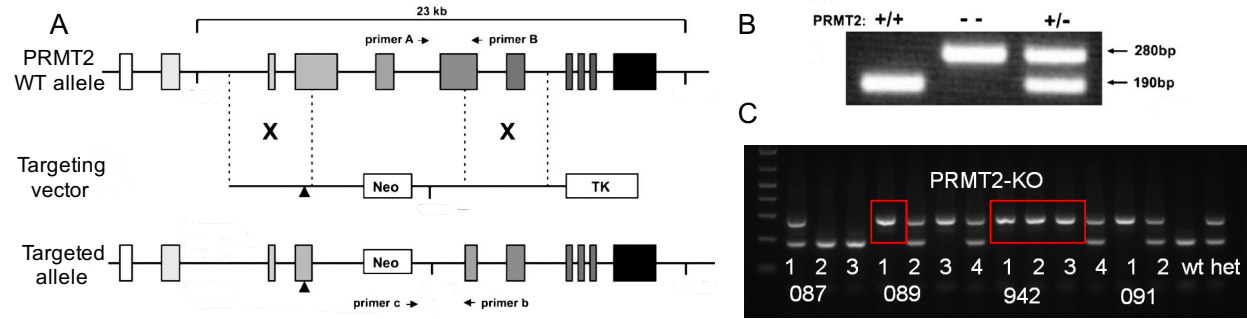 A
23 kb
primer A
primer B
PRMT2
WT allele
X
X
Targeting
vector
Neo
TK
Targeted
allele
Neo
primer c
primer b
B
PRMT2: +/+ - - +/-
280bp
190bp
C
PRMT2-KO
1 2 3 1 2 3 4 1 2 3 4 1 2 wt het
087 089 942 091